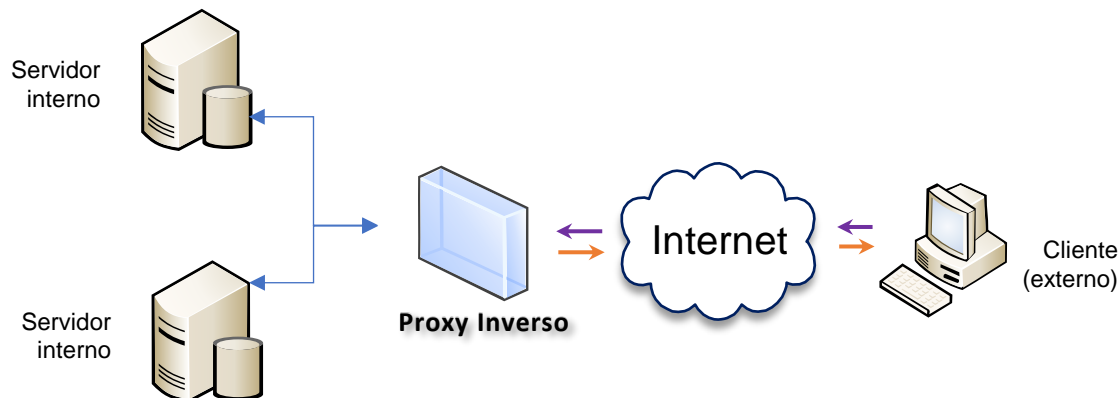 Servidor
interno
Servidor
interno
Proxy Inverso
Internet
Cliente
(externo)